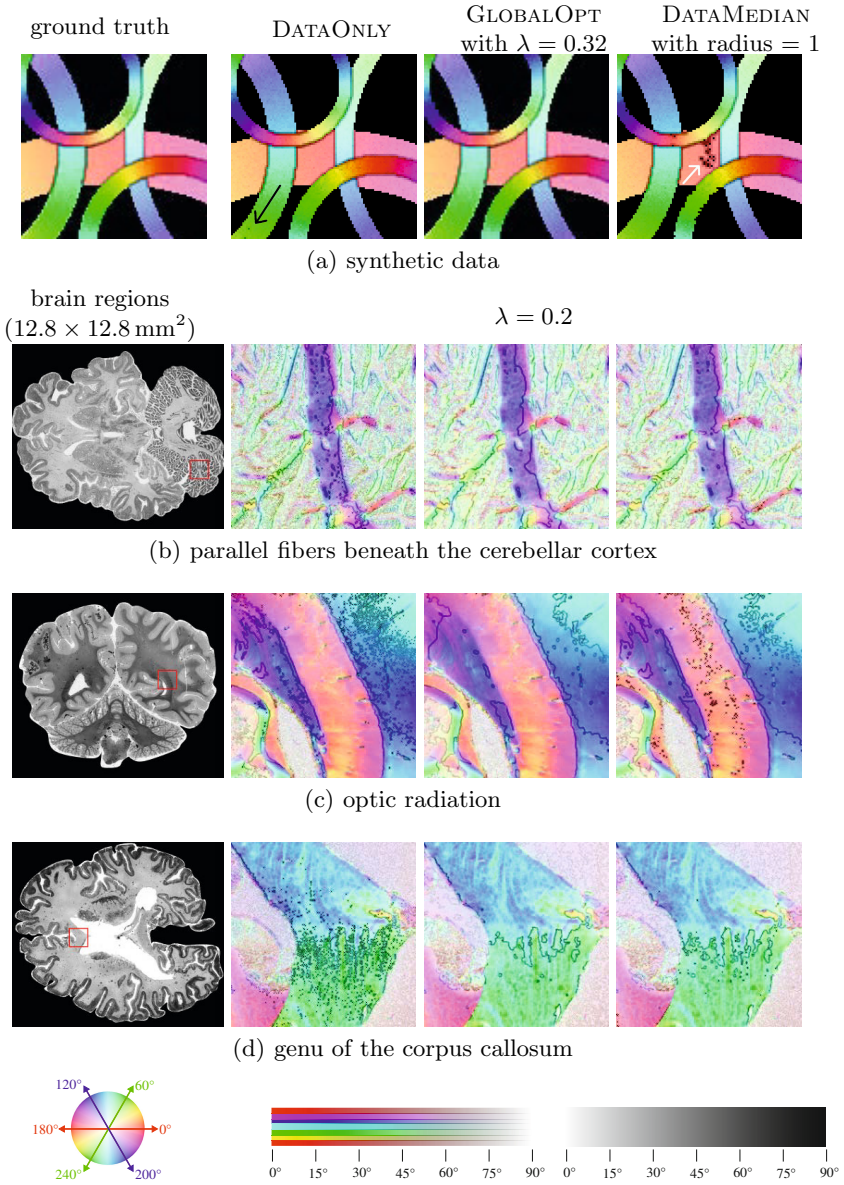 ground truth
DATAONLY
GLOBALOPT
with λ = 0.32
DATAMEDIAN
with radius = 1
(a) synthetic data
brain regions
(12.8 × 12.8 mm²)
λ = 0.2
(b) parallel fibers beneath the cerebellar cortex
(c) optic radiation
(d) genu of the corpus callosum
120° 60°
180° 0°
240° 200°
0° 15° 30° 45° 60° 75° 90° 0° 15° 30° 45° 60° 75° 90°